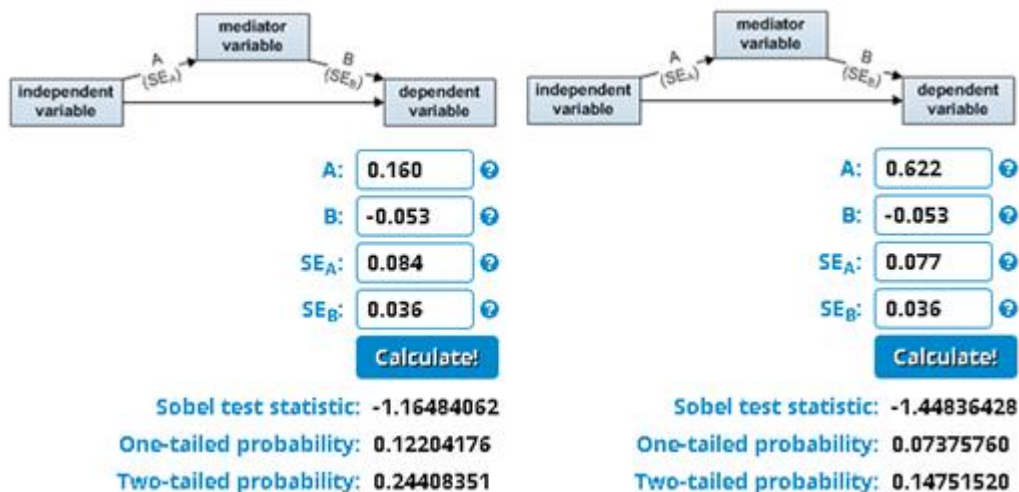 mediator
variable
A
(SEA)
B
(SEB)
independent
variable
dependent
variable
A: 0.160 ?
B: -0.053 ?
SEA: 0.084 ?
SEB: 0.036 ?
Calculate!
Sobel test statistic: -1.16484062
One-tailed probability: 0.12204176
Two-tailed probability: 0.24408351
mediator
variable
A
(SEA)
B
(SEB)
independent
variable
dependent
variable
A: 0.622 ?
B: -0.053 ?
SEA: 0.077 ?
SEB: 0.036 ?
Calculate!
Sobel test statistic: -1.44836428
One-tailed probability: 0.07375760
Two-tailed probability: 0.14751520